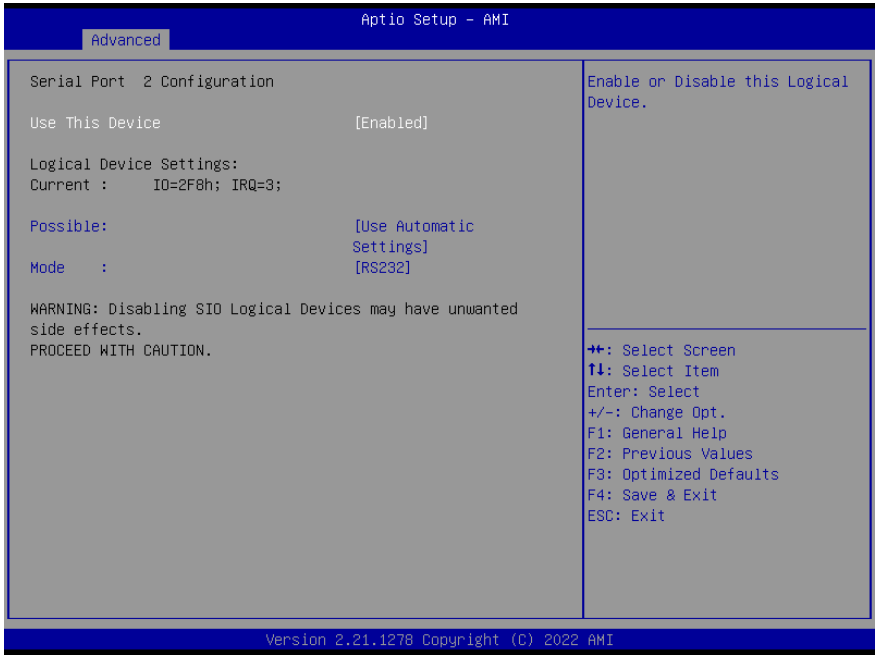 Aptio Setup – AMI
Advanced
Serial Port  2 Configuration
Use This Device [Enabled]
Logical Device Settings:
Current : IO=2F8h; IRQ=3;
Possible: [Use Automatic
Settings]
Mode : [RS232]
WARNING: Disabling SIO Logical Devices may have unwanted
side effects.
PROCEED WITH CAUTION.
Enable or Disable this Logical
Device.
→←: Select Screen
↑↓: Select Item
Enter: Select
+/-: Change Opt.
F1: General Help
F2: Previous Values
F3: Optimized Defaults
F4: Save & Exit
ESC: Exit
Version 2.21.1278 Copyright (C) 2022 AMI